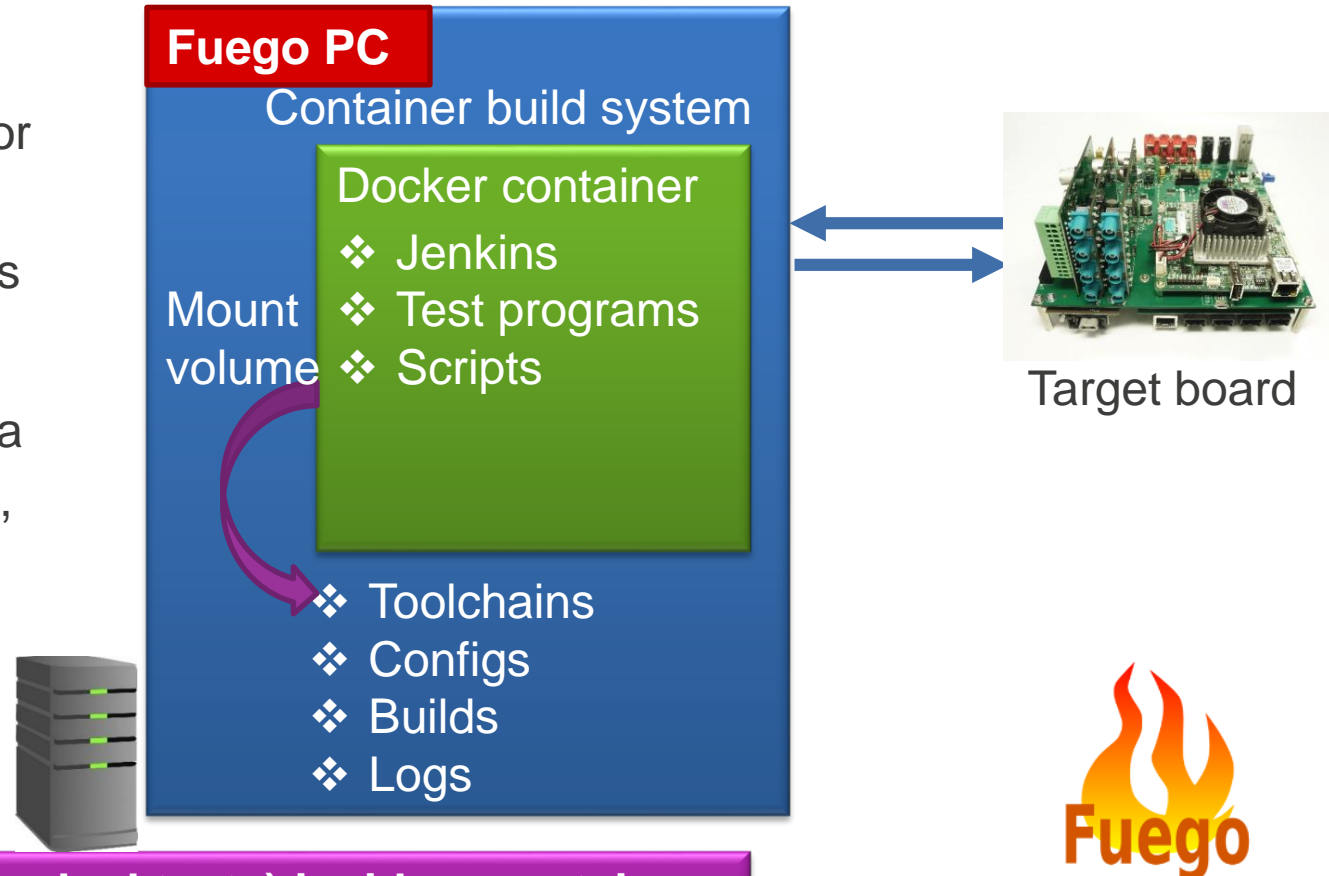 Fuego PC
Container build system
Docker container
❖ Jenkins
❖ Test programs
❖ Scripts
Mount
volume
❖ Toolchains
❖ Configs
❖ Builds
❖ Logs
Target board
Fuego
or
s
a
,